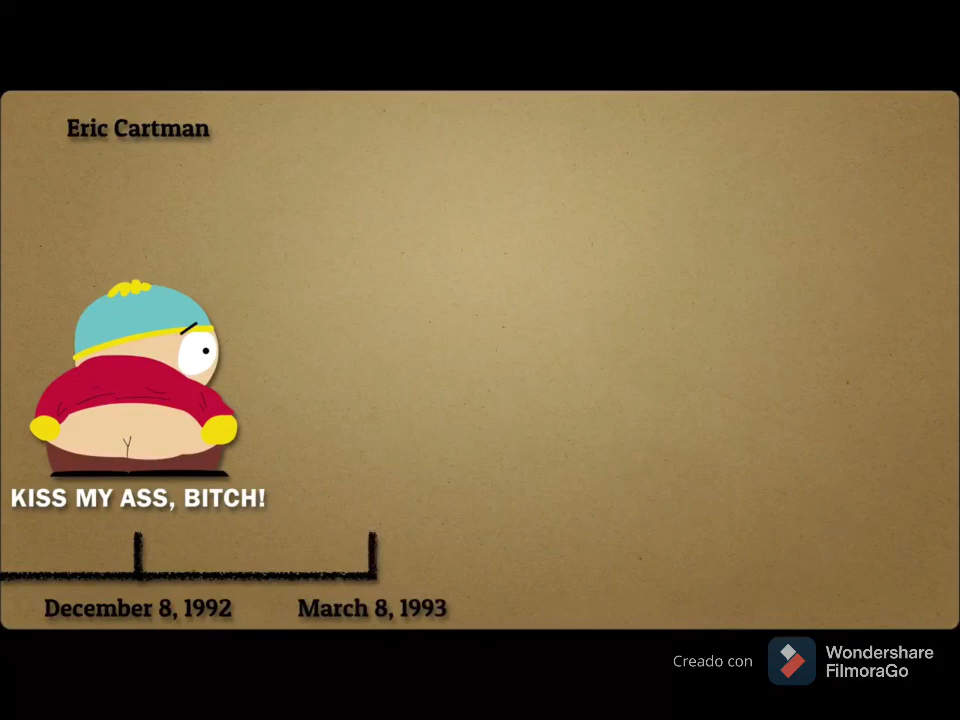 Eric Cartman
KISS MY ASS, BITCH!
December 8, 1992
March 8, 1993
Creado con
Wondershare
FilmoraGo